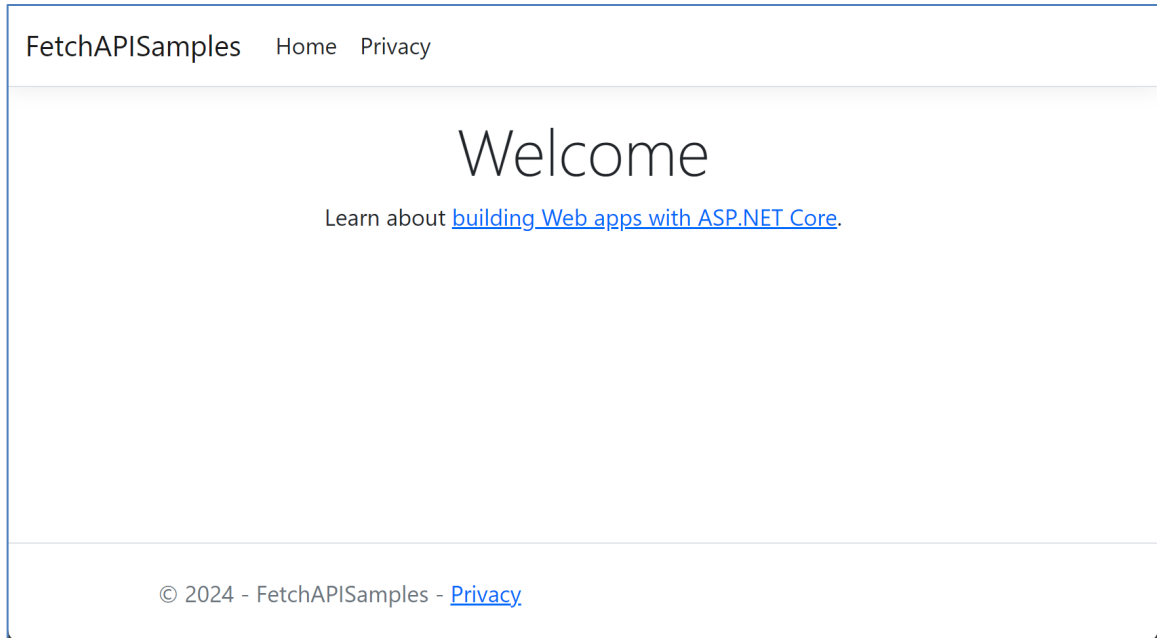 FetchAPISamples Home Privacy
Welcome
Learn about building Web apps with ASP.NET Core.
© 2024 - FetchAPISamples - Privacy